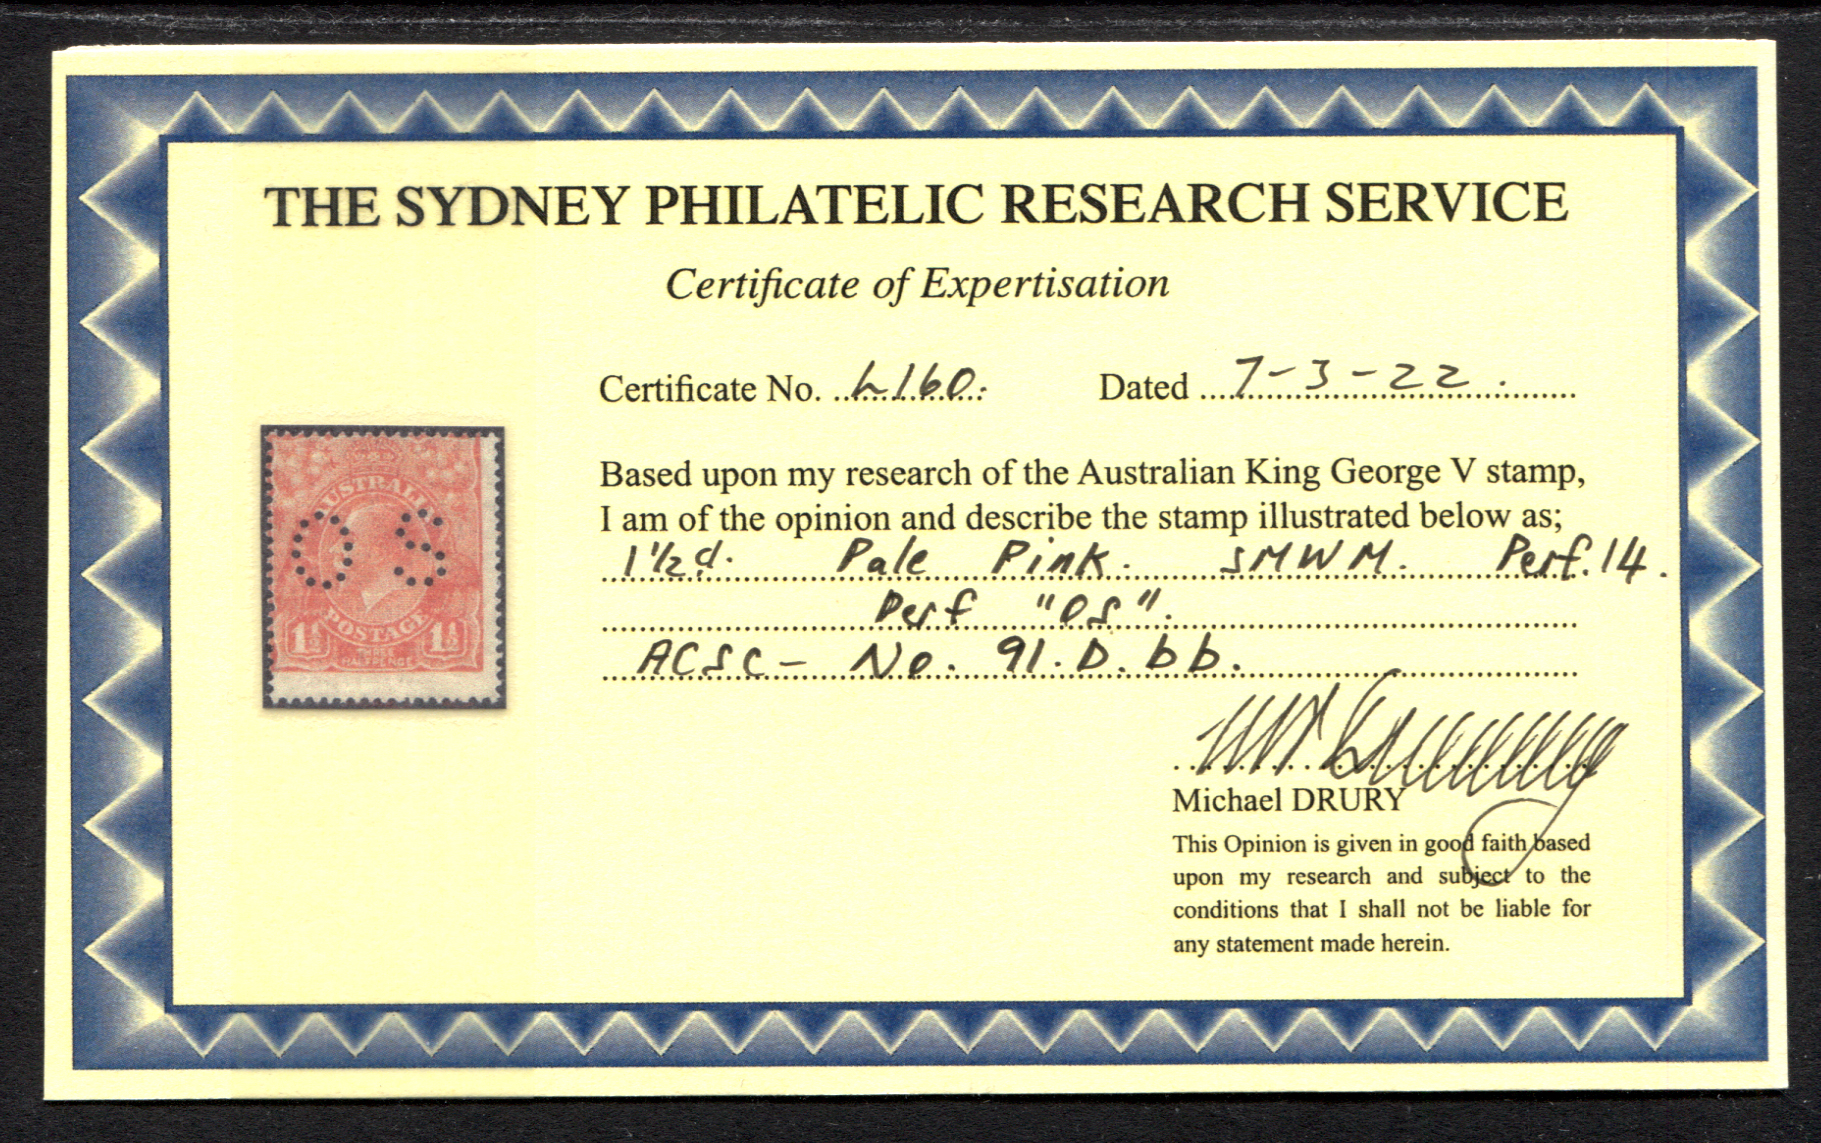 THE SYDNEY PHILATELIC RESEARCH SERVICE
Certificate of Expertisation
Certificate No. L160.
Dated 7-3-22.
Based upon my research of the Australian King George V stamp,
I am of the opinion and describe the stamp illustrated below as;
1½d. Pale Pink. SMWM. Perf.14.
Perf "OS".
ACSC- No. 91.D.bb.
AUSTRALIA
OS
POSTAGE
1½ 1½
THREE
HALFPENCE
Michael DRURY
This Opinion is given in good faith based
upon my research and subject to the
conditions that I shall not be liable for
any statement made herein.